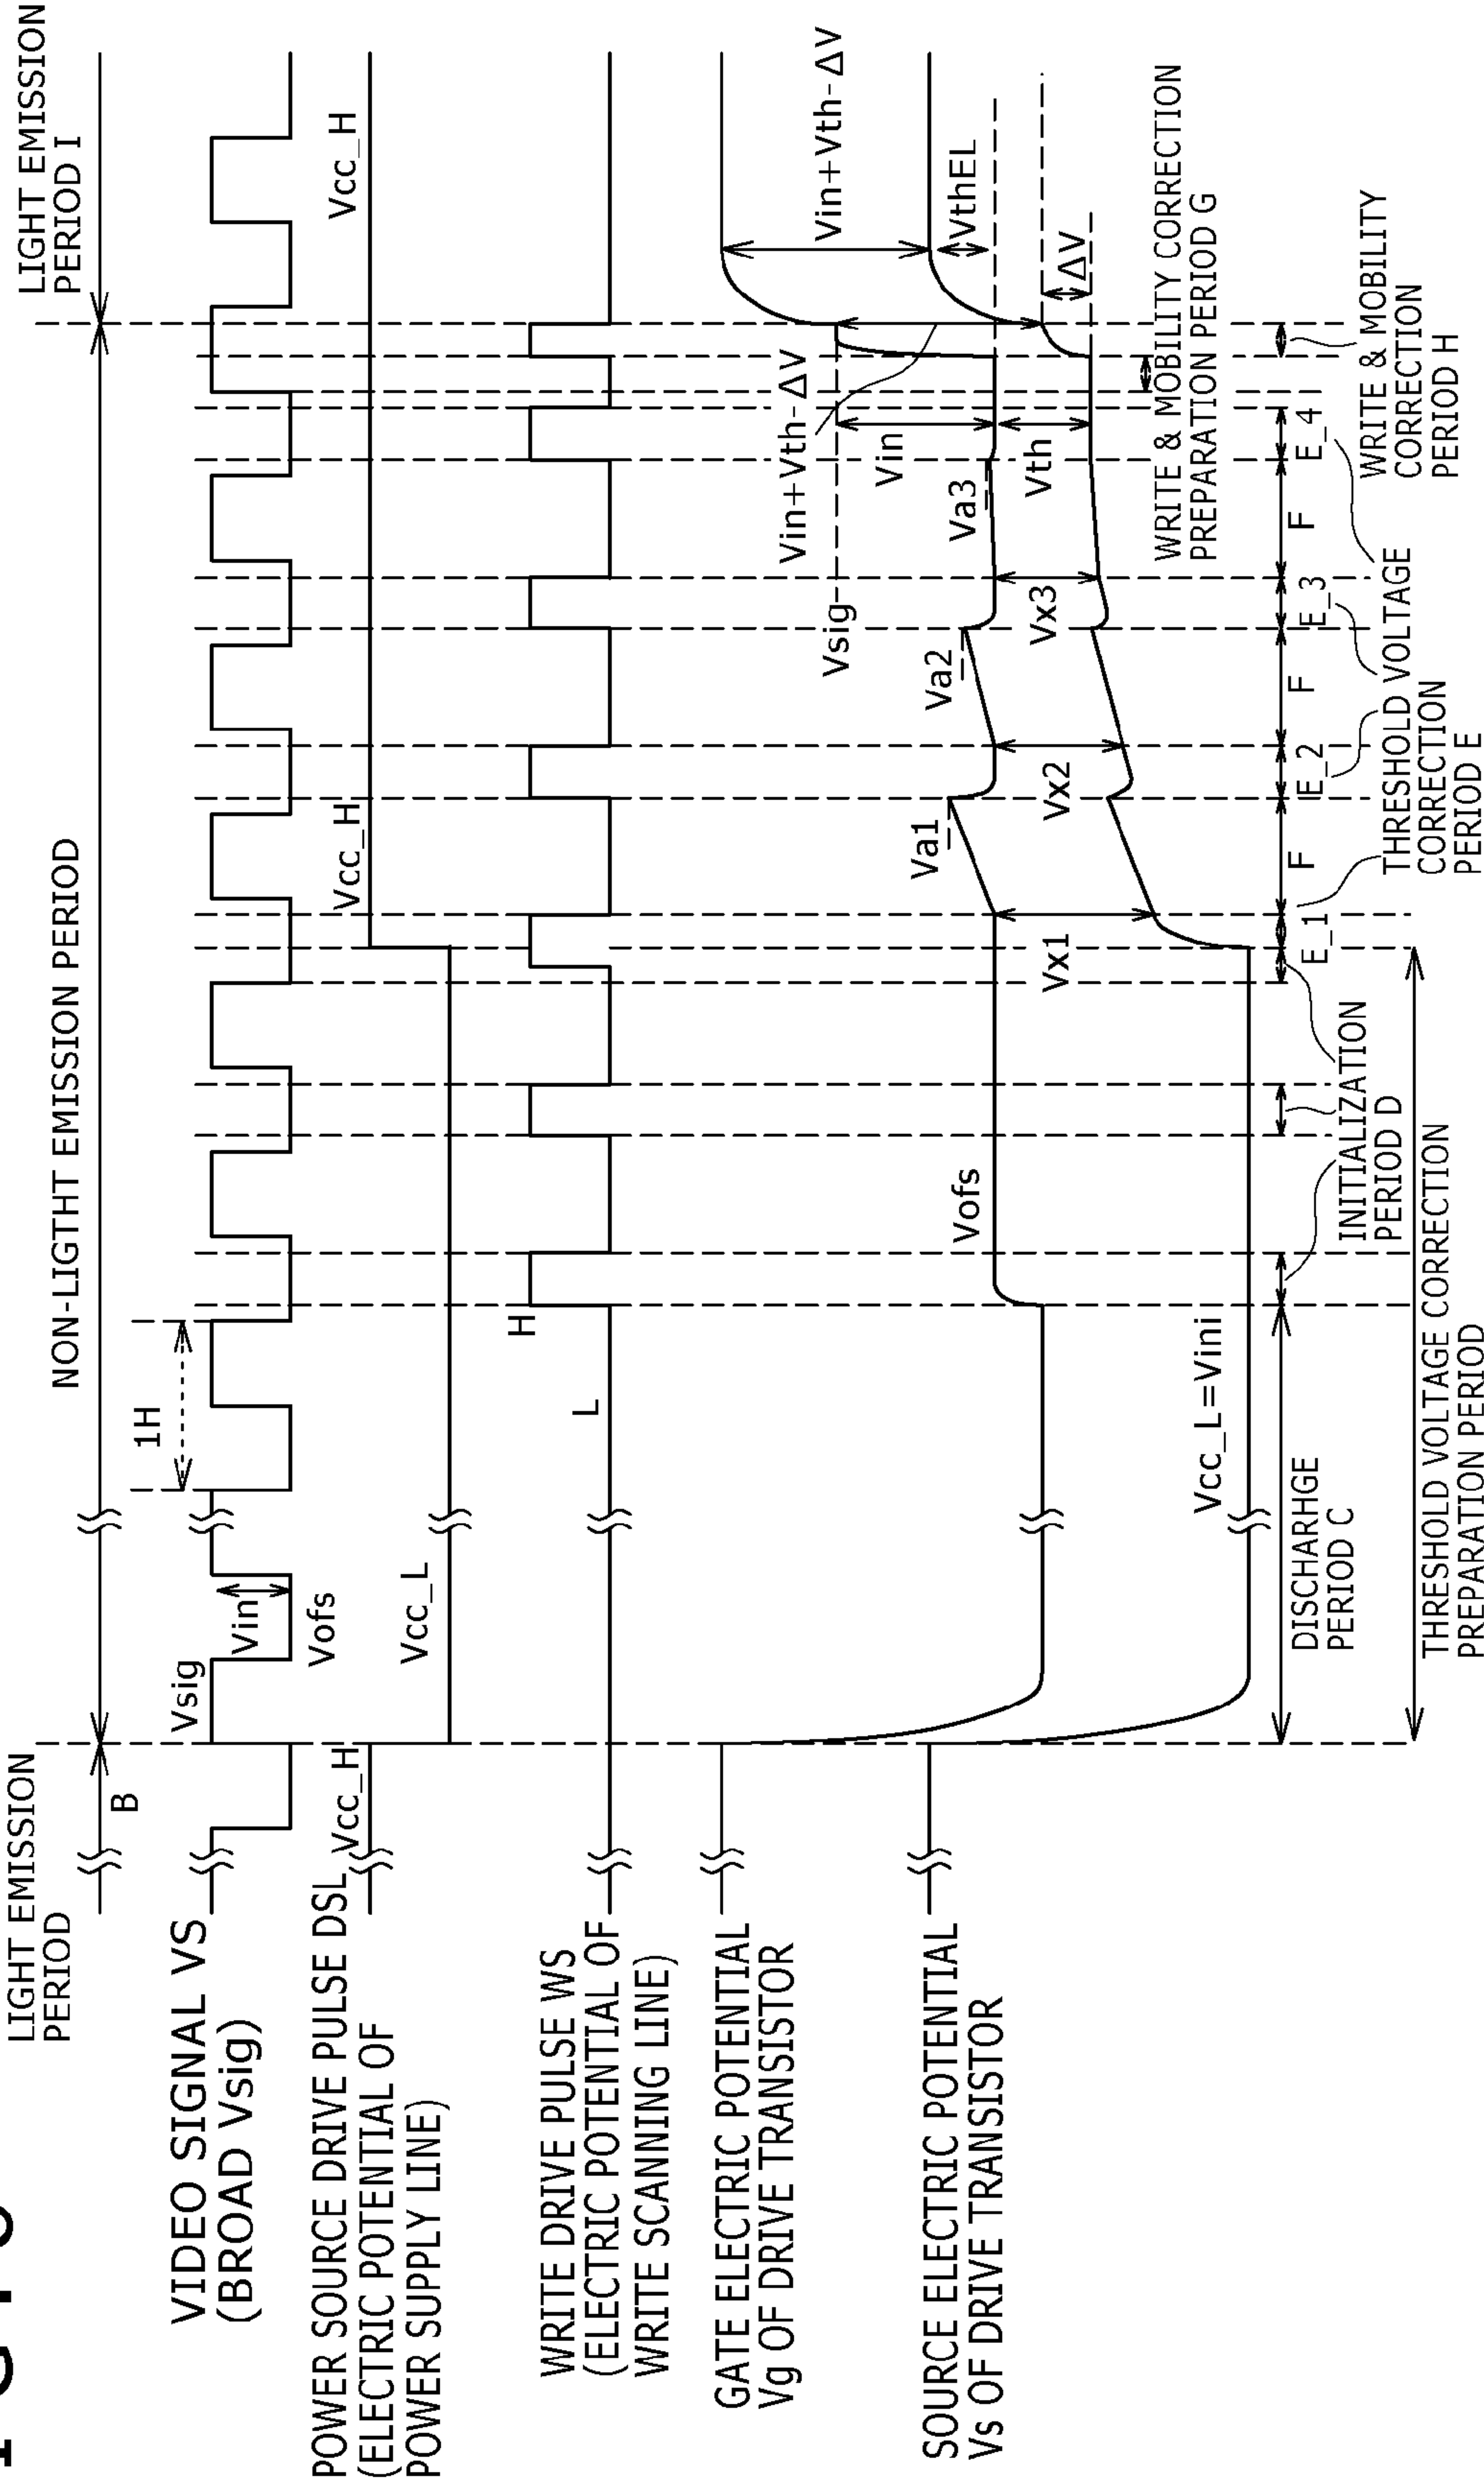 LIGHT EMISSION
PERIOD
B
NON-LIGTHT EMISSION PERIOD
LIGHT EMISSION
PERIOD I
VIDEO SIGNAL VS
(BROAD Vsig)
Vsig
Vin
Vofs
1H
POWER SOURCE DRIVE PULSE DSL
(ELECTRIC POTENTIAL OF
POWER SUPPLY LINE)
Vcc_H
Vcc_L
Vcc_H
Vcc_H
WRITE DRIVE PULSE WS
(ELECTRIC POTENTIAL OF
WRITE SCANNING LINE)
L
H
GATE ELECTRIC POTENTIAL
Vg OF DRIVE TRANSISTOR
Vofs
Va1
Va2
Va3
Vsig
Vin
Vin+Vth-ΔV
Vin+Vth-ΔV
SOURCE ELECTRIC POTENTIAL
Vs OF DRIVE TRANSISTOR
Vcc_L=Vini
Vx1
Vx2
Vx3
Vth
VthEL
ΔV
WRITE & MOBILITY CORRECTION
PREPARATION PERIOD G
DISCHARHGE
PERIOD C
INITIALIZATION
PERIOD D
E_1
F
E_2
F
E_3
F
E_4
THRESHOLD VOLTAGE
CORRECTION
PERIOD E
WRITE & MOBILITY
CORRECTION
PERIOD H
THRESHOLD VOLTAGE CORRECTION
PREPARATION PERIOD